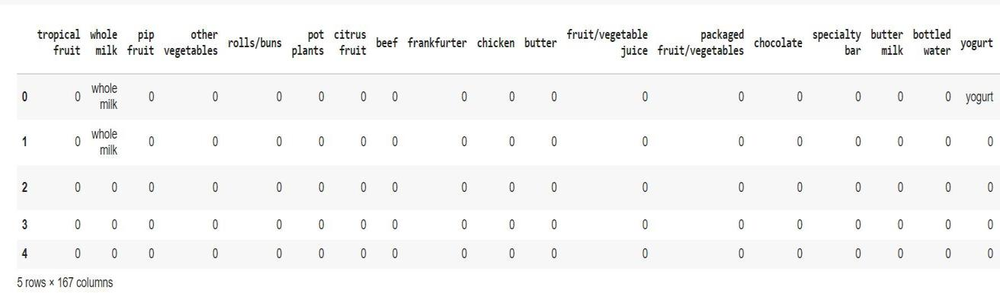 tropical fruit whole milk pip fruit other vegetables rolls/buns pot plants citrus fruit beef frankfurter chicken butter fruit/vegetable juice packaged fruit/vegetables chocolate specialty bar butter milk bottled water yogurt
0 0 whole milk 0 0 0 0 0 0 0 0 0 0 0 0 0 0 0 yogurt
1 0 whole milk 0 0 0 0 0 0 0 0 0 0 0 0 0 0 0 0
2 0 0 0 0 0 0 0 0 0 0 0 0 0 0 0 0 0 0
3 0 0 0 0 0 0 0 0 0 0 0 0 0 0 0 0 0 0
4 0 0 0 0 0 0 0 0 0 0 0 0 0 0 0 0 0 0
5 rows × 167 columns